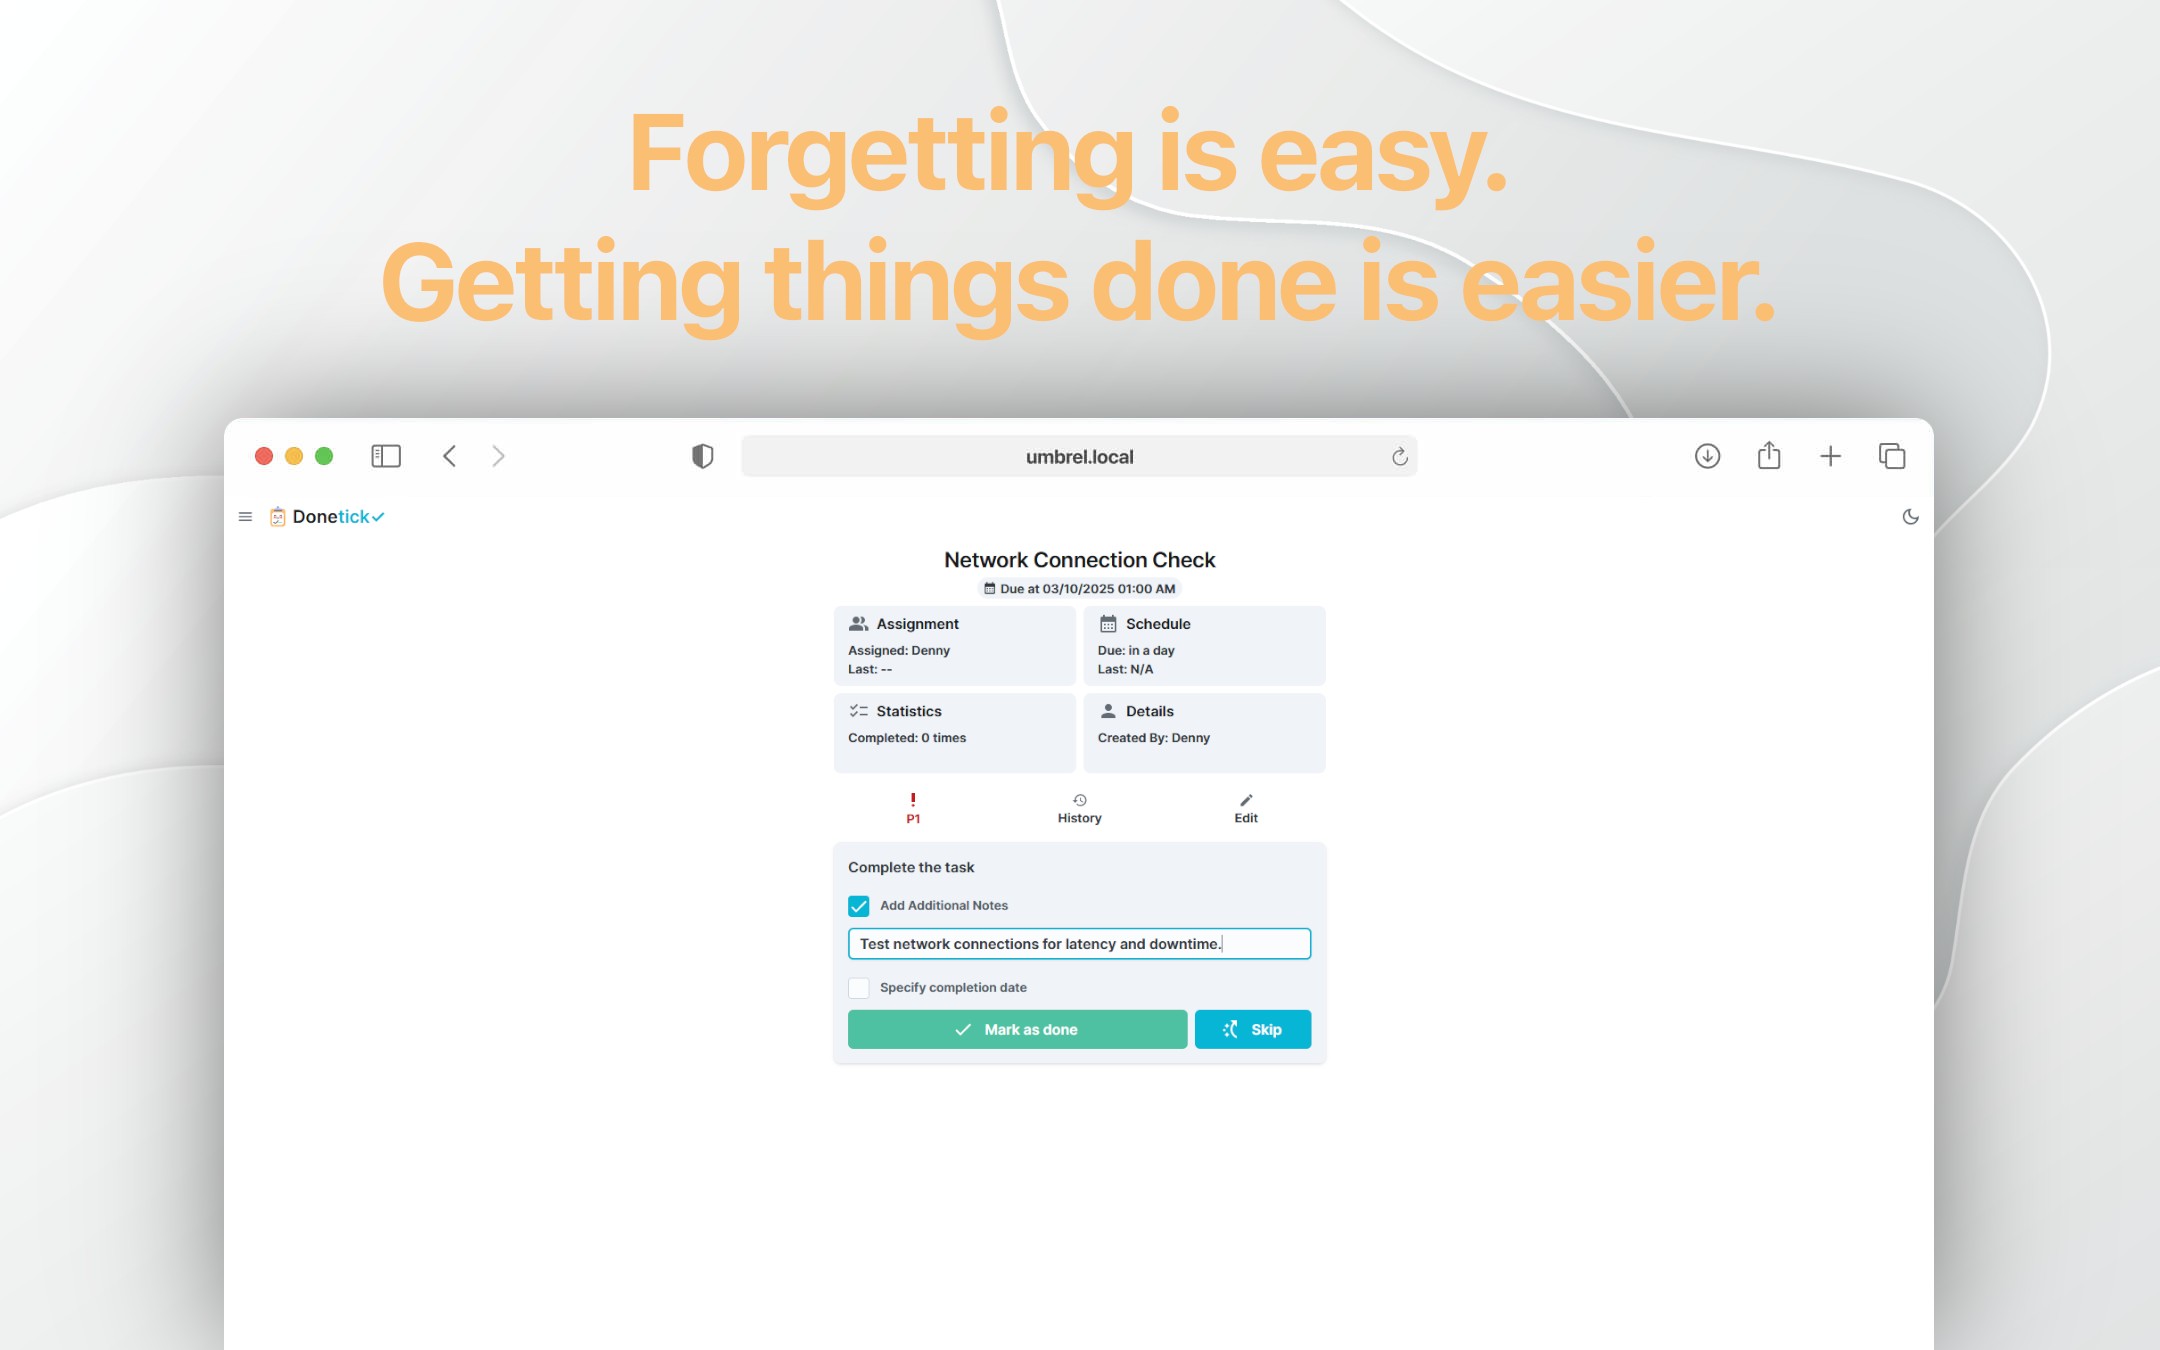 Forgetting is easy.
Getting things done is easier.
umbrel.local
Donetick
Network Connection Check
Due at 03/10/2025 01:00 AM
Assignment
Assigned: Denny
Last: --
Schedule
Due: in a day
Last: N/A
Statistics
Completed: 0 times
Details
Created By: Denny
P1
History
Edit
Complete the task
Add Additional Notes
Test network connections for latency and downtime.
Specify completion date
Mark as done
Skip